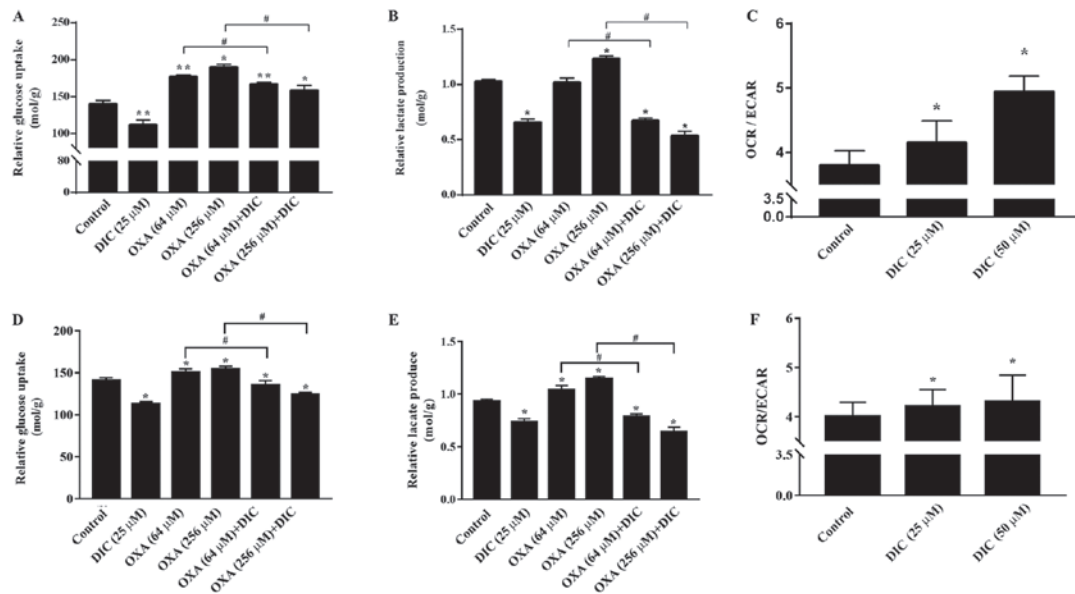 A
Relative glucose uptake
(mol/g)
200
150
100
80
0
**
**
*
**
*
#
#
Control
DIC (25 μM)
OXA (64 μM)
OXA (256 μM)
OXA (64 μM)+DIC
OXA (256 μM)+DIC
B
Relative lactate production
(mol/g)
1.5
1.0
0.5
0.0
*
*
*
*
#
#
Control
DIC (25 μM)
OXA (64 μM)
OXA (256 μM)
OXA (64 μM)+DIC
OXA (256 μM)+DIC
C
OCR / ECAR
6
5
4
3.5
0.0
*
*
Control
DIC (25 μM)
DIC (50 μM)
D
Relative glucose uptake
(mol/g)
200
150
100
50
0
*
*
*
*
*
#
#
Control
DIC (25 μM)
OXA (64 μM)
OXA (256 μM)
OXA (64 μM)+DIC
OXA (256 μM)+DIC
E
Relative lacate produce
(mol/g)
1.5
1.0
0.5
0.0
*
*
*
*
*
#
#
Control
DIC (25 μM)
OXA (64 μM)
OXA (256 μM)
OXA (64 μM)+DIC
OXA (256 μM)+DIC
F
OCR/ECAR
6
5
4
3.5
0.0
*
*
Control
DIC (25 μM)
DIC (50 μM)